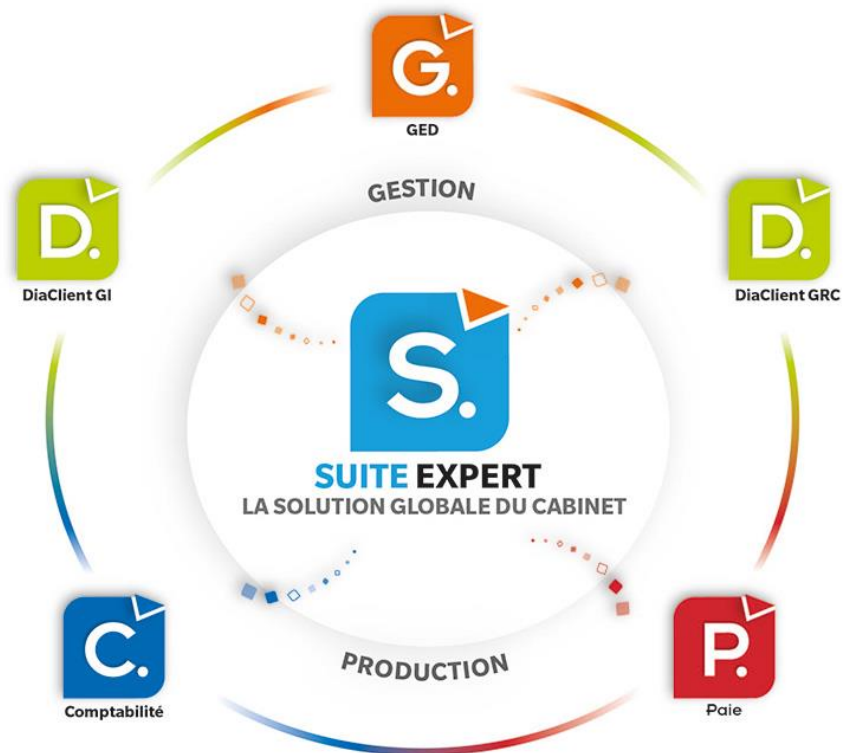 G.
GED
GESTION
D.
DiaClient GI
D.
DiaClient GRC
S.
SUITE EXPERT
LA SOLUTION GLOBALE DU CABINET
C.
Comptabilité
PRODUCTION
P.
Paie